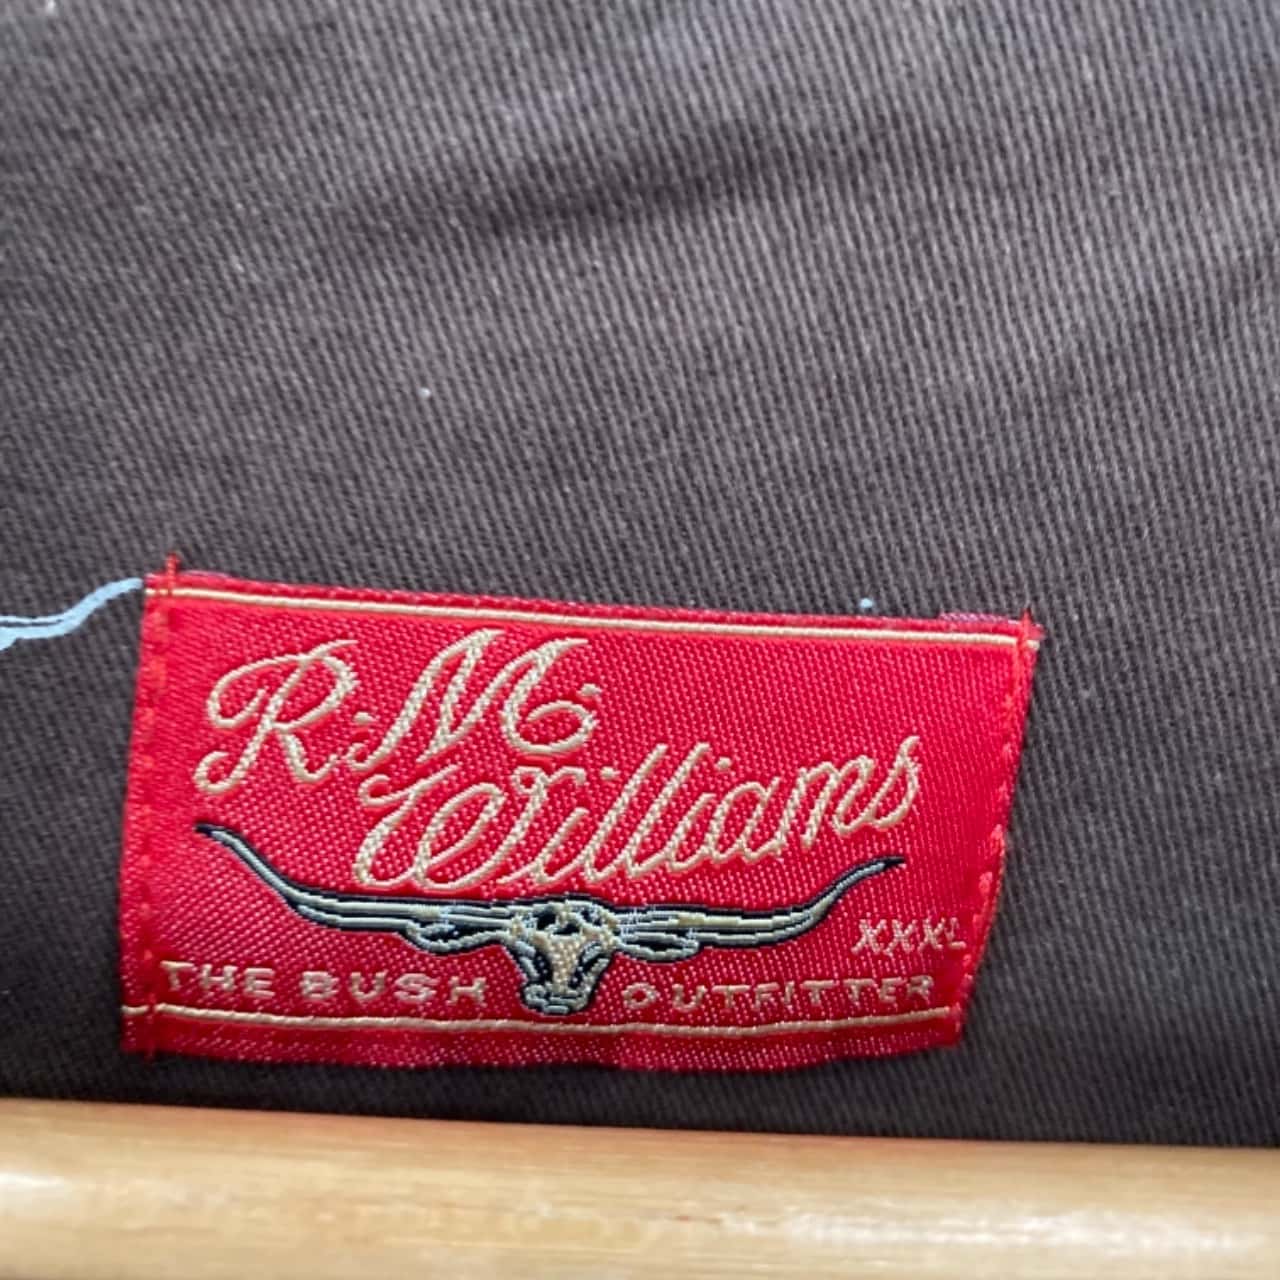 R.M.
Williams
XXXL
THE BUSH OUTFITTER